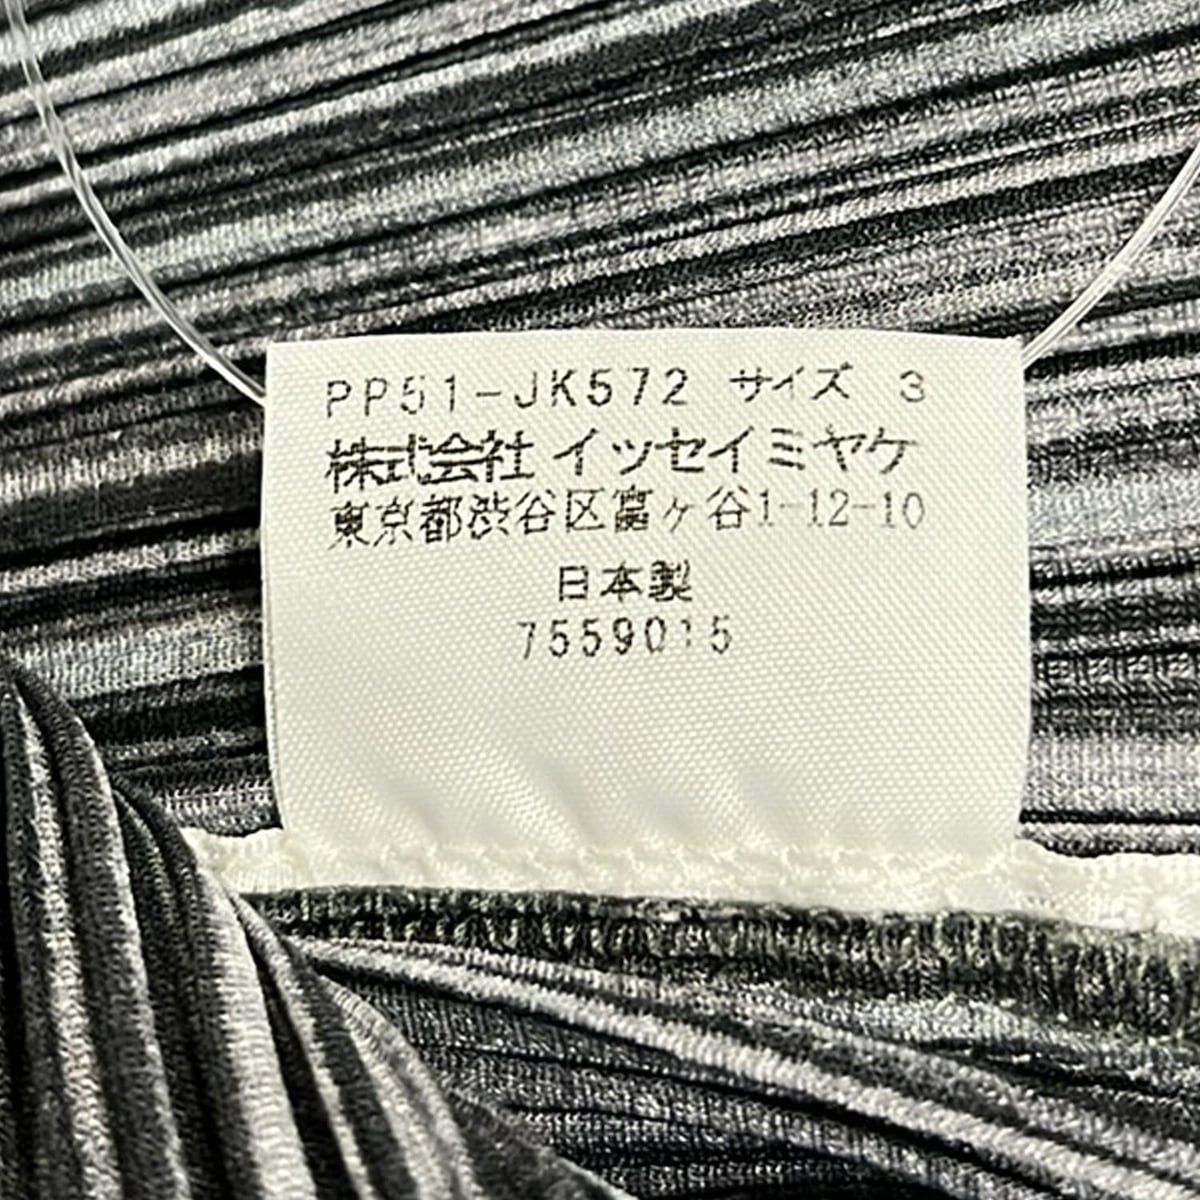 PP51-JK572 サイズ 3
株式会社 イッセイミヤケ
東京都渋谷区富ヶ谷1-12-10
日本製
7559015